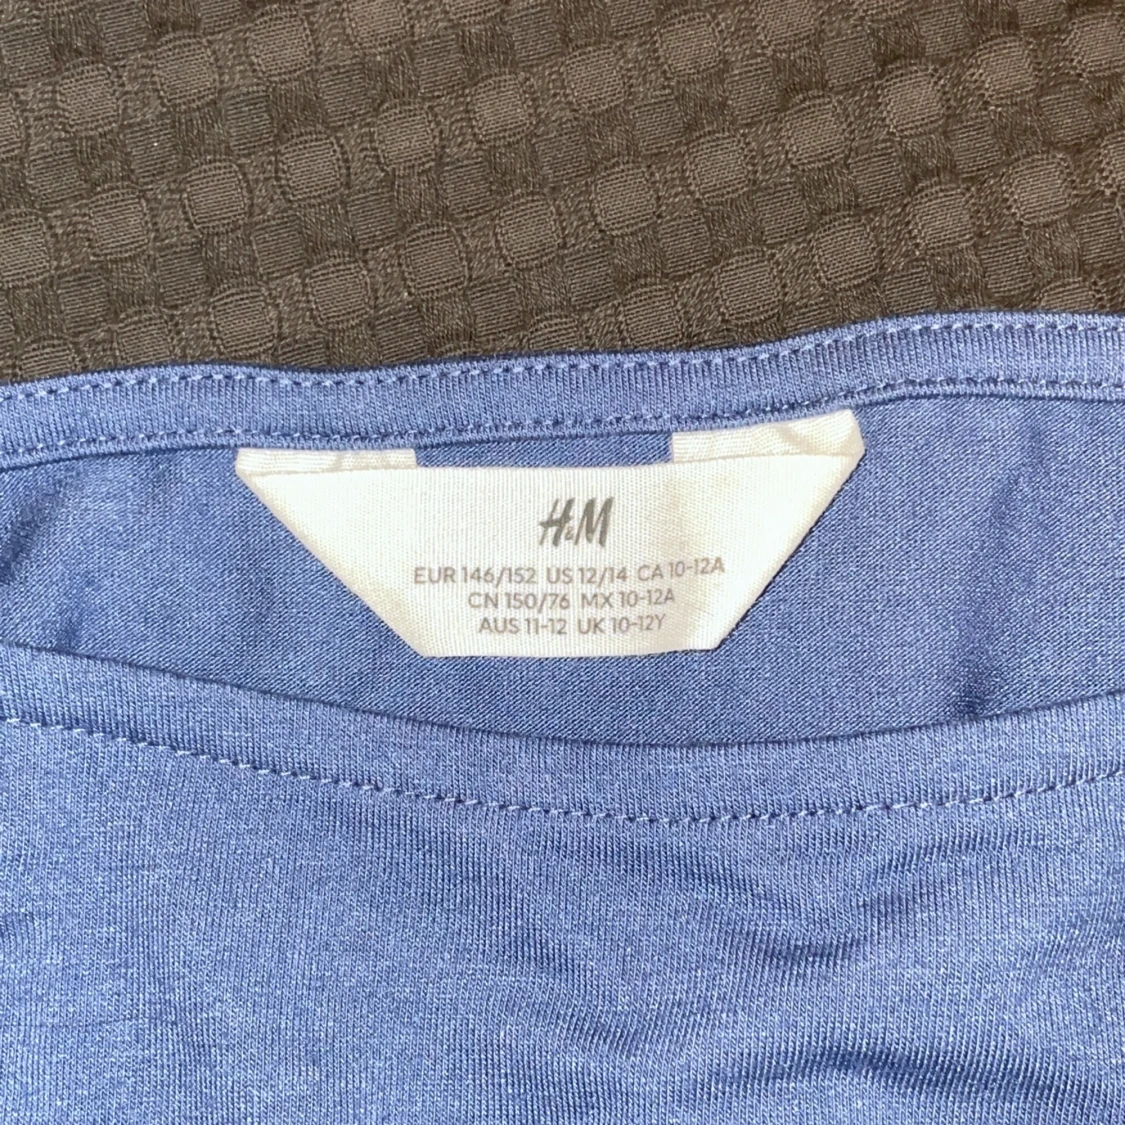 H&M
EUR 146/152 US 12/14 CA 10-12A
CN 150/76 MX 10-12A
AUS 11-12 UK 10-12Y